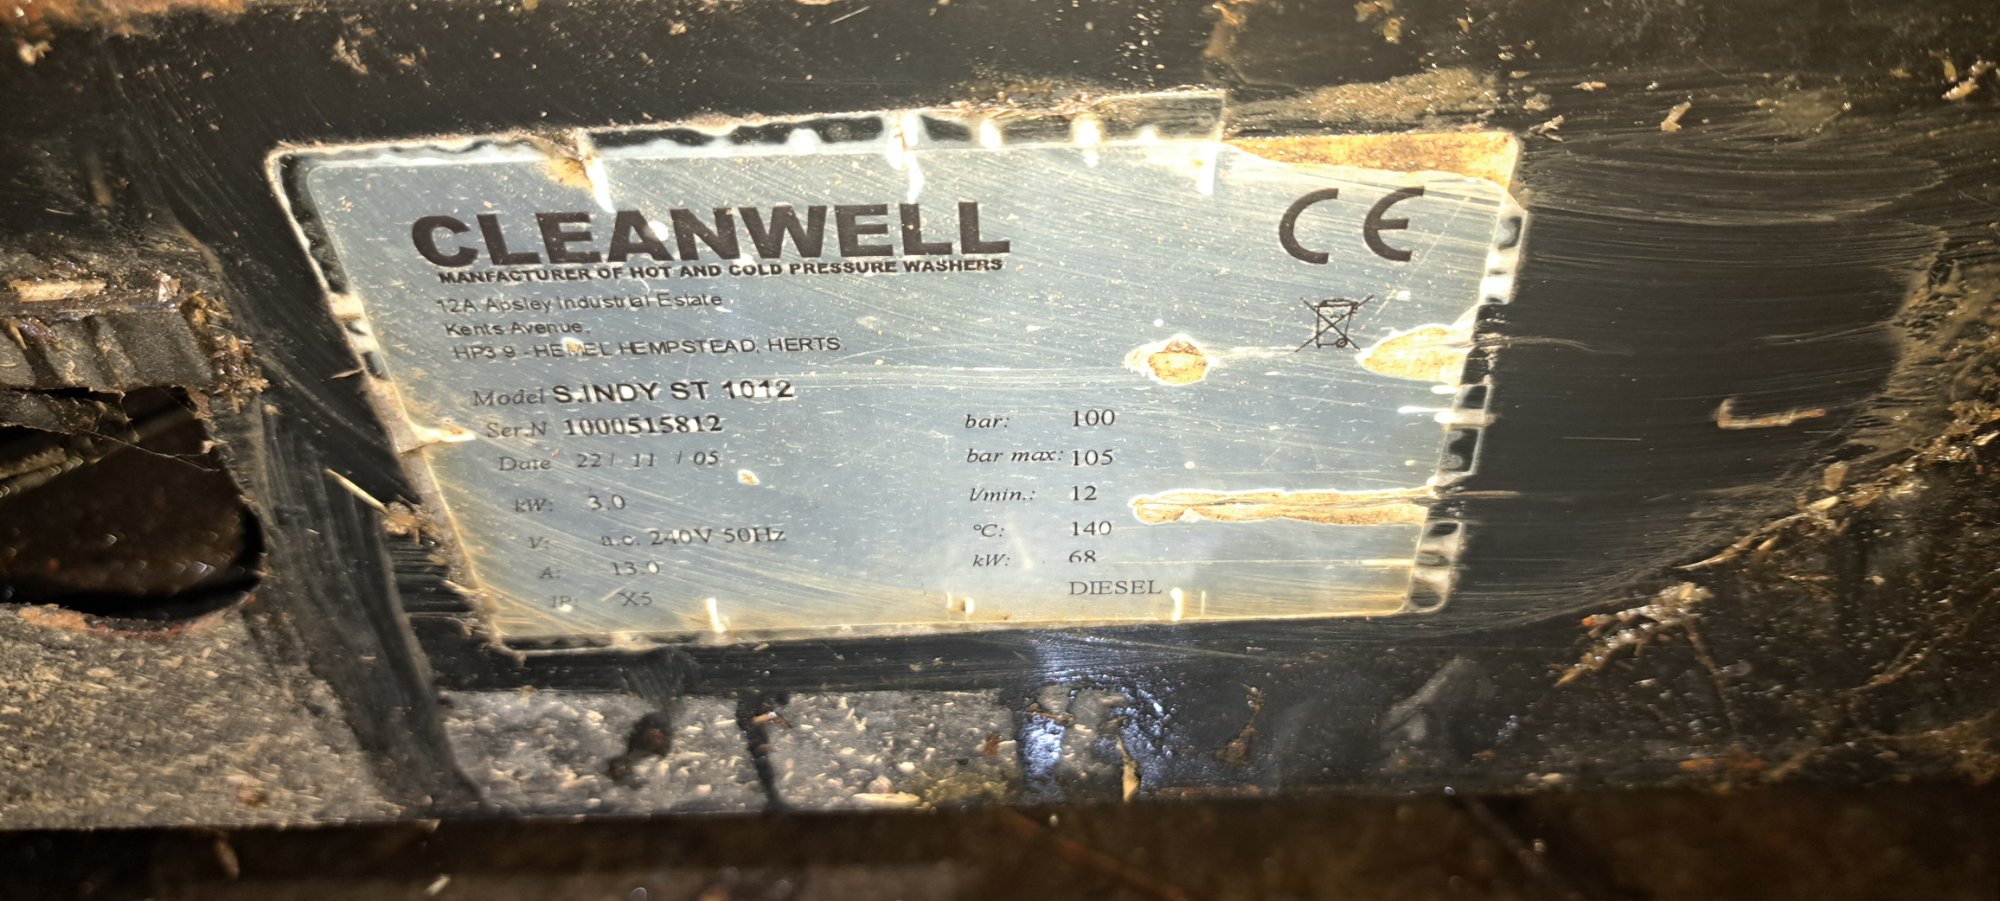 CLEANWELL
CE
MANFACTURER OF HOT AND COLD PRESSURE WASHERS
12A Apsley Industrial Estate
Kents Avenue,
HP3 9 - HEMEL HEMPSTEAD, HERTS.
Model S.INDY ST 1012
Ser.N 1000515812
Date 22 / 11 / 05
kW: 3.0
V: a.c. 240V 50Hz
A: 13.0
IP: X5
bar: 100
bar max: 105
l/min.: 12
°C: 140
kW: 68
DIESEL